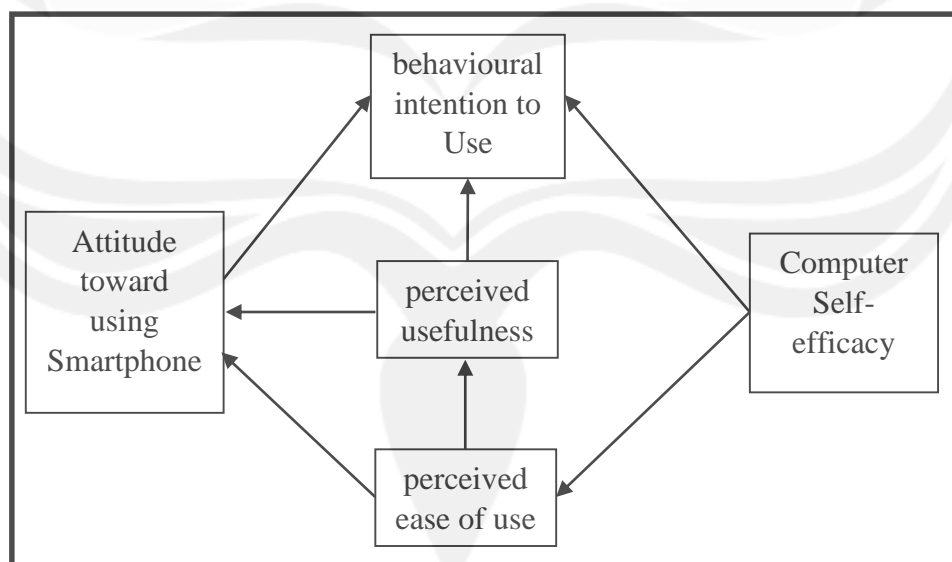 behavioural
intention to
Use
Attitude
toward
using
Smartphone
perceived
usefulness
Computer
Self-
efficacy
perceived
ease of use